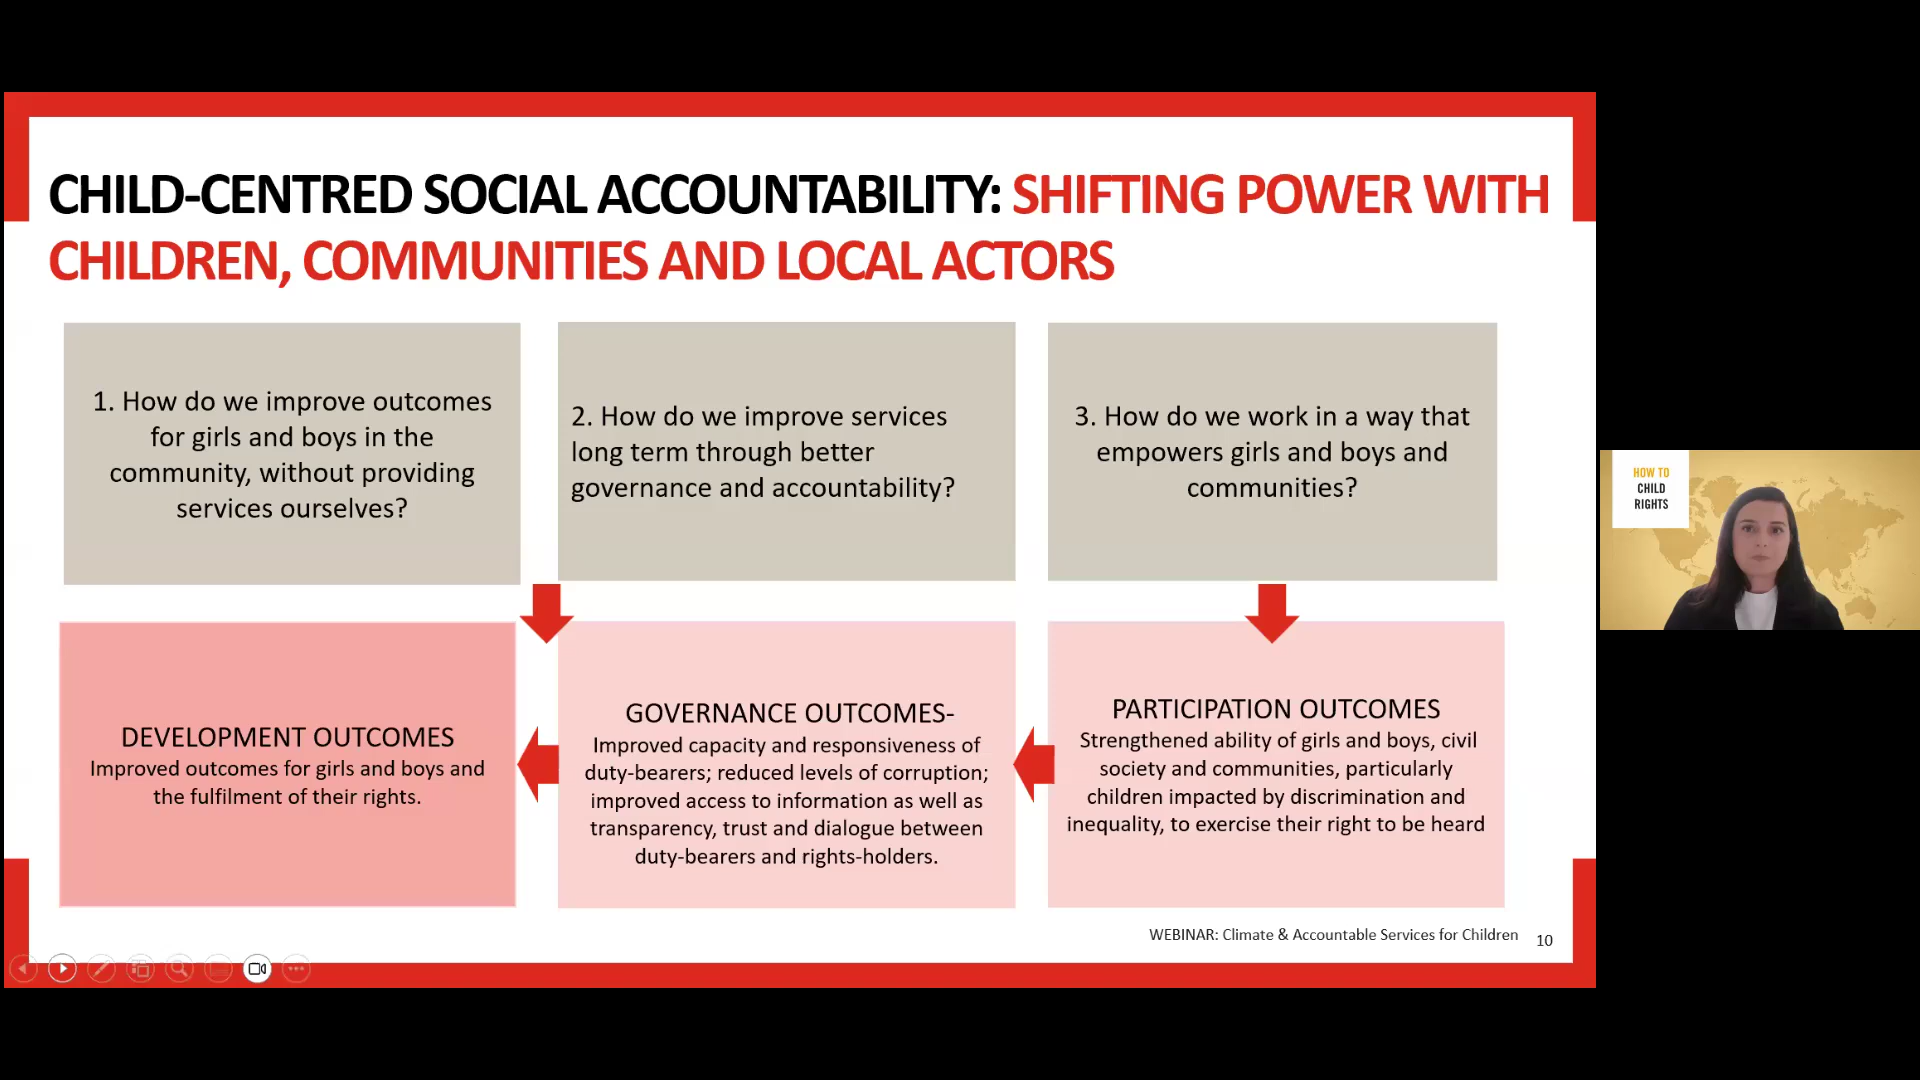 CHILD-CENTRED SOCIAL ACCOUNTABILITY: SHIFTING POWER WITH
CHILDREN, COMMUNITIES AND LOCAL ACTORS
1. How do we improve outcomes
for girls and boys in the
community, without providing
services ourselves?
2. How do we improve services
long term through better
governance and accountability?
3. How do we work in a way that
empowers girls and boys and
communities?
DEVELOPMENT OUTCOMES
Improved outcomes for girls and boys and
the fulfilment of their rights.
GOVERNANCE OUTCOMES-
Improved capacity and responsiveness of
duty-bearers; reduced levels of corruption;
improved access to information as well as
transparency, trust and dialogue between
duty-bearers and rights-holders.
PARTICIPATION OUTCOMES
Strengthened ability of girls and boys, civil
society and communities, particularly
children impacted by discrimination and
inequality, to exercise their right to be heard
WEBINAR: Climate & Accountable Services for Children
10
HOW TO
CHILD
RIGHTS